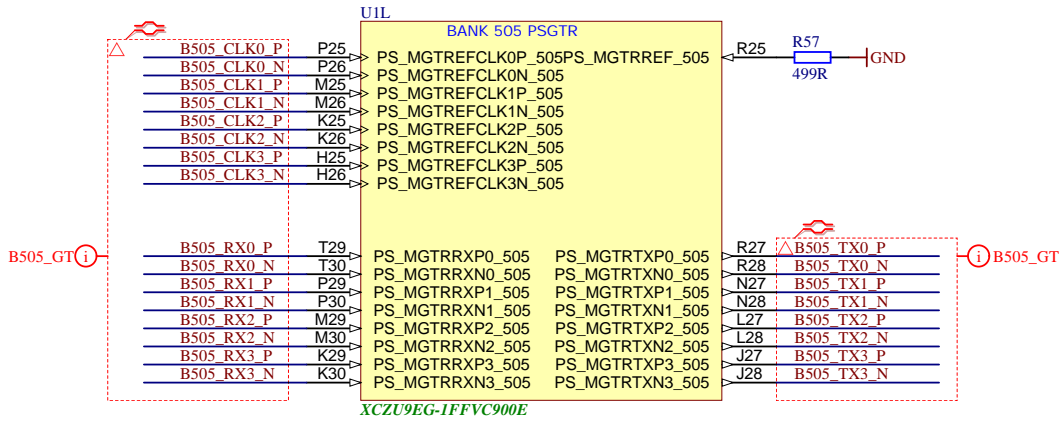 U1L
BANK 505 PSGTR
B505_CLK0_P P25 PS_MGTREFCLK0P_505 PS_MGTRREF_505 R25 R57 GND
499R
B505_CLK0_N P26 PS_MGTREFCLK0N_505
B505_CLK1_P M25 PS_MGTREFCLK1P_505
B505_CLK1_N M26 PS_MGTREFCLK1N_505
B505_CLK2_P K25 PS_MGTREFCLK2P_505
B505_CLK2_N K26 PS_MGTREFCLK2N_505
B505_CLK3_P H25 PS_MGTREFCLK3P_505
B505_CLK3_N H26 PS_MGTREFCLK3N_505
B505_GT i B505_RX0_P T29 PS_MGTRRXP0_505 PS_MGTRTXP0_505 R27 B505_TX0_P i B505_GT
B505_RX0_N T30 PS_MGTRRXN0_505 PS_MGTRTXN0_505 R28 B505_TX0_N
B505_RX1_P P29 PS_MGTRRXP1_505 PS_MGTRTXP1_505 N27 B505_TX1_P
B505_RX1_N P30 PS_MGTRRXN1_505 PS_MGTRTXN1_505 N28 B505_TX1_N
B505_RX2_P M29 PS_MGTRRXP2_505 PS_MGTRTXP2_505 L27 B505_TX2_P
B505_RX2_N M30 PS_MGTRRXN2_505 PS_MGTRTXN2_505 L28 B505_TX2_N
B505_RX3_P K29 PS_MGTRRXP3_505 PS_MGTRTXP3_505 J27 B505_TX3_P
B505_RX3_N K30 PS_MGTRRXN3_505 PS_MGTRTXN3_505 J28 B505_TX3_N
XCZU9EG-1FFVC900E